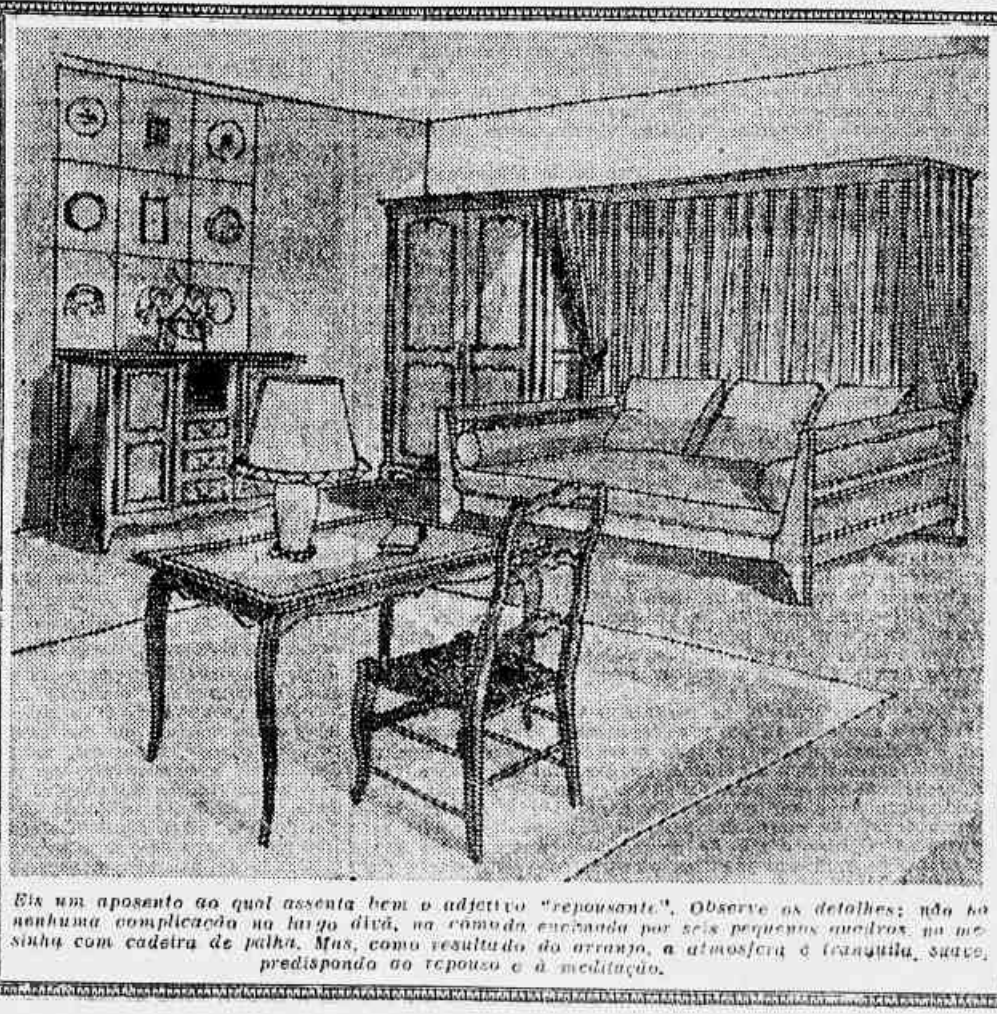 Eis um aposento ao qual assenta bem o adjetivo "repousante". Observe os detalhes: não há
nenhuma complicação no largo divã, na cômoda encimada por seis pequenos quadros, na me-
sinha com cadeira de palha. Mas, como resultado do arranjo, a atmosfera é tranquila, suave,
predispondo ao repouso e à meditação.